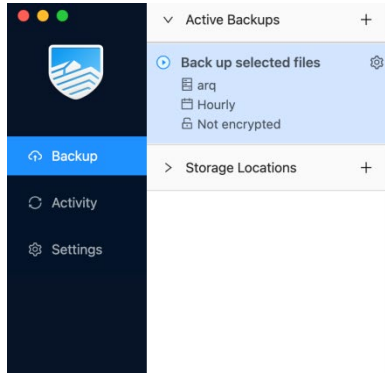 Backup
Activity
Settings
Active Backups
Back up selected files
arq
Hourly
Not encrypted
Storage Locations